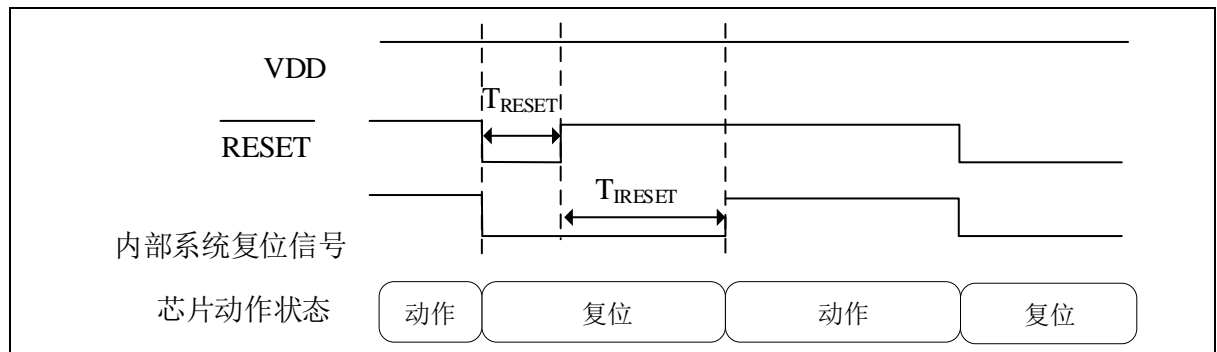 VDD
TRESET
RESET
TIRESET
内部系统复位信号
芯片动作状态 动作 复位 动作 复位